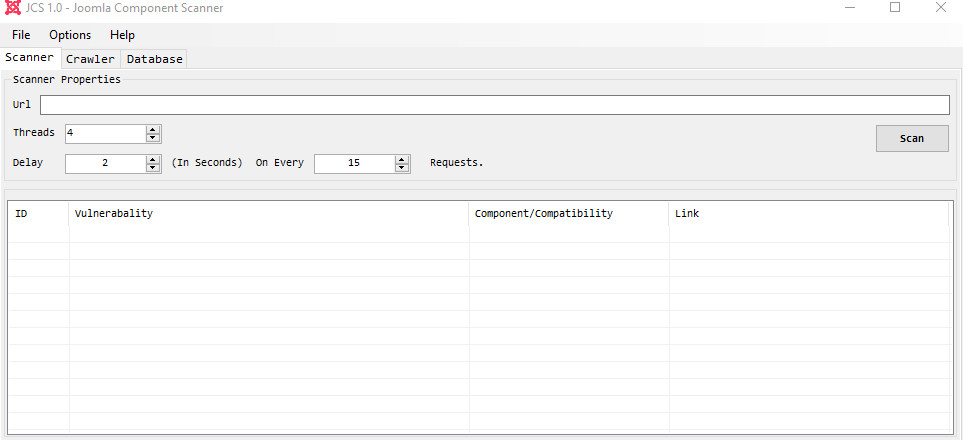 JCS 1.0 - Joomla Component Scanner
File Options Help
Scanner Crawler Database
Scanner Properties
Url
Threads 4
Scan
Delay 2 (In Seconds) On Every 15 Requests.
ID Vulnerabality Component/Compatibility Link